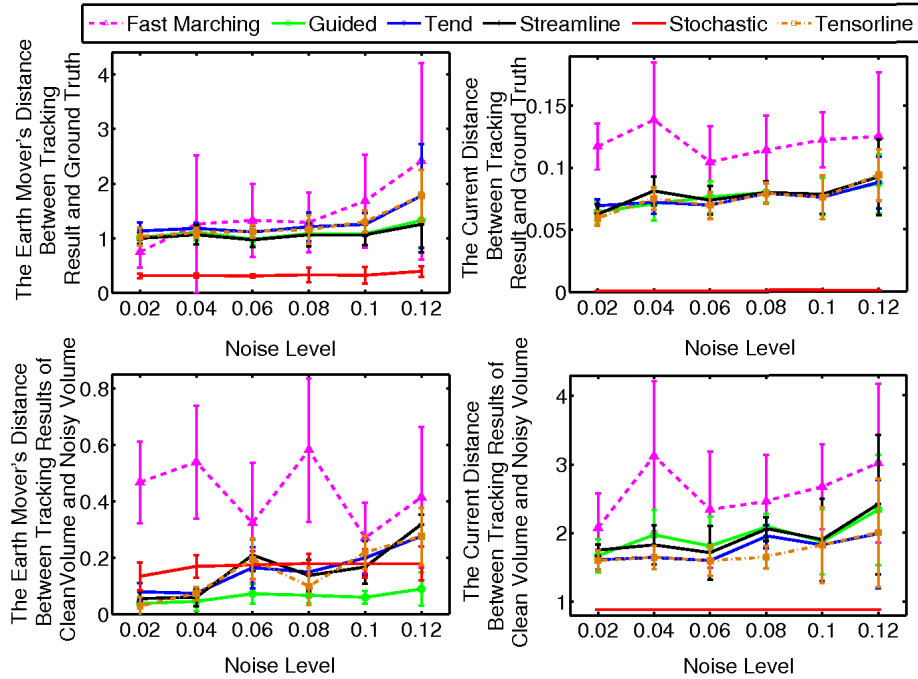 Fast Marching Guided Tend Streamline Stochastic Tensorline
The Earth Mover's Distance
Between Tracking
Result and Ground Truth
4
3
2
1
0
0.02 0.04 0.06 0.08 0.1 0.12
Noise Level
The Current Distance
Between Tracking
Result and Ground Truth
0.15
0.1
0.05
0
0.02 0.04 0.06 0.08 0.1 0.12
Noise Level
The Earth Mover's Distance
Between Tracking Results of
Clean Volume and Noisy Volume
0.8
0.6
0.4
0.2
0
0.02 0.04 0.06 0.08 0.1 0.12
Noise Level
The Current Distance
Between Tracking Results of
Clean Volume and Noisy Volume
4
3
2
1
0.02 0.04 0.06 0.08 0.1 0.12
Noise Level